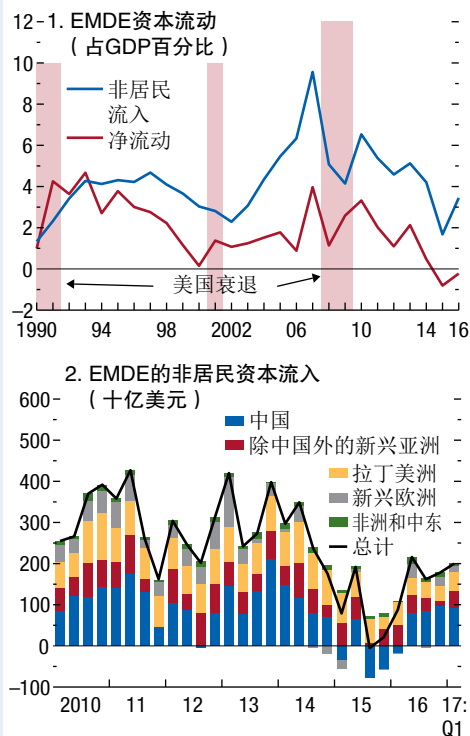 1. EMDE资本流动
（占GDP百分比）
12
10
8
6
4
2
0
–2
非居民
流入
净流动
美国衰退
1990 94 98 2002 06 10 14 16
2. EMDE的非居民资本流入
（十亿美元）
600
500
400
300
200
100
0
–100
中国
除中国外的新兴亚洲
拉丁美洲
新兴欧洲
非洲和中东
总计
2010 11 12 13 14 15 16 17:
Q1